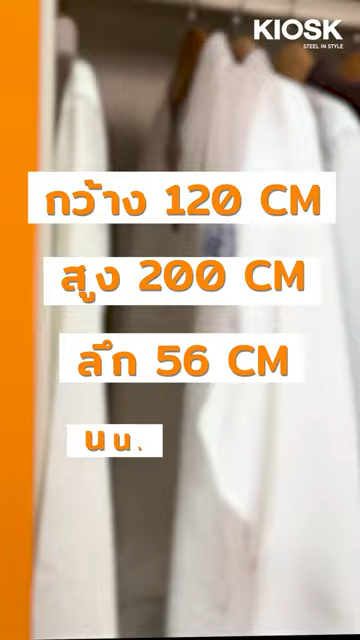 KIOSK
STEEL IN STYLE
กว้าง 120 CM
สูง 200 CM
ลึก 56 CM
นน.